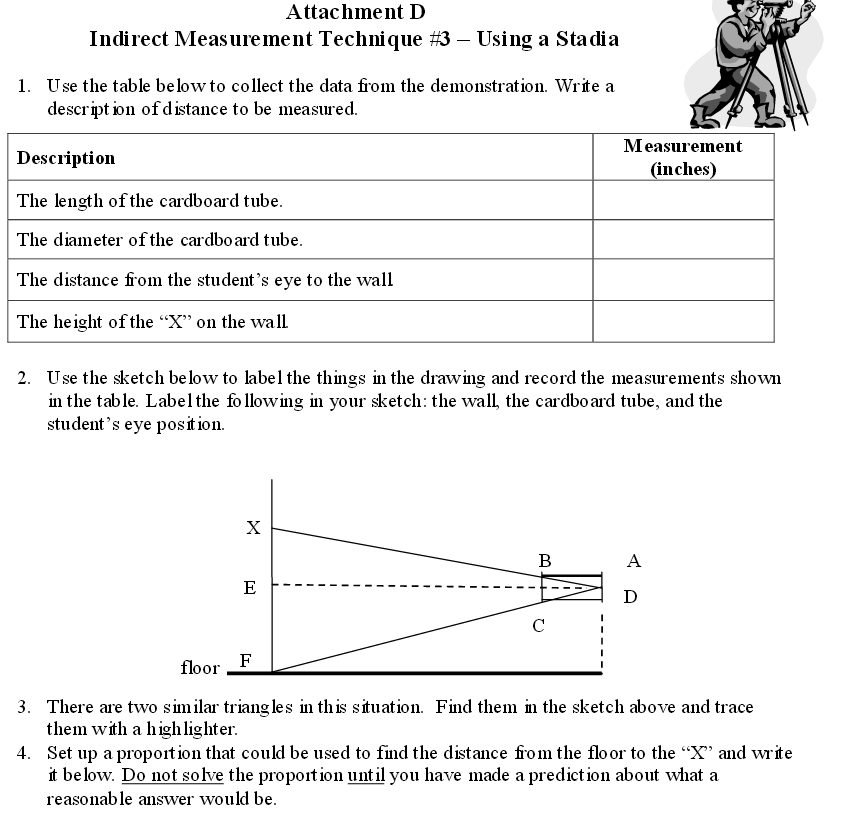 Attachment D
Indirect Measurement Technique #3 – Using a Stadia
1. Use the table below to collect the data from the demonstration. Write a
description of distance to be measured.
Description
Measurement
(inches)
The length of the cardboard tube.
The diameter of the cardboard tube.
The distance from the student’s eye to the wall
The height of the “X” on the wall.
2. Use the sketch below to label the things in the drawing and record the measurements shown
in the table. Label the following in your sketch: the wall, the cardboard tube, and the
student’s eye position.
X
B
A
E
D
C
floor
F
3. There are two similar triangles in this situation. Find them in the sketch above and trace
them with a highlighter.
4. Set up a proportion that could be used to find the distance from the floor to the “X” and write
it below. Do not solve the proportion until you have made a prediction about what a
reasonable answer would be.